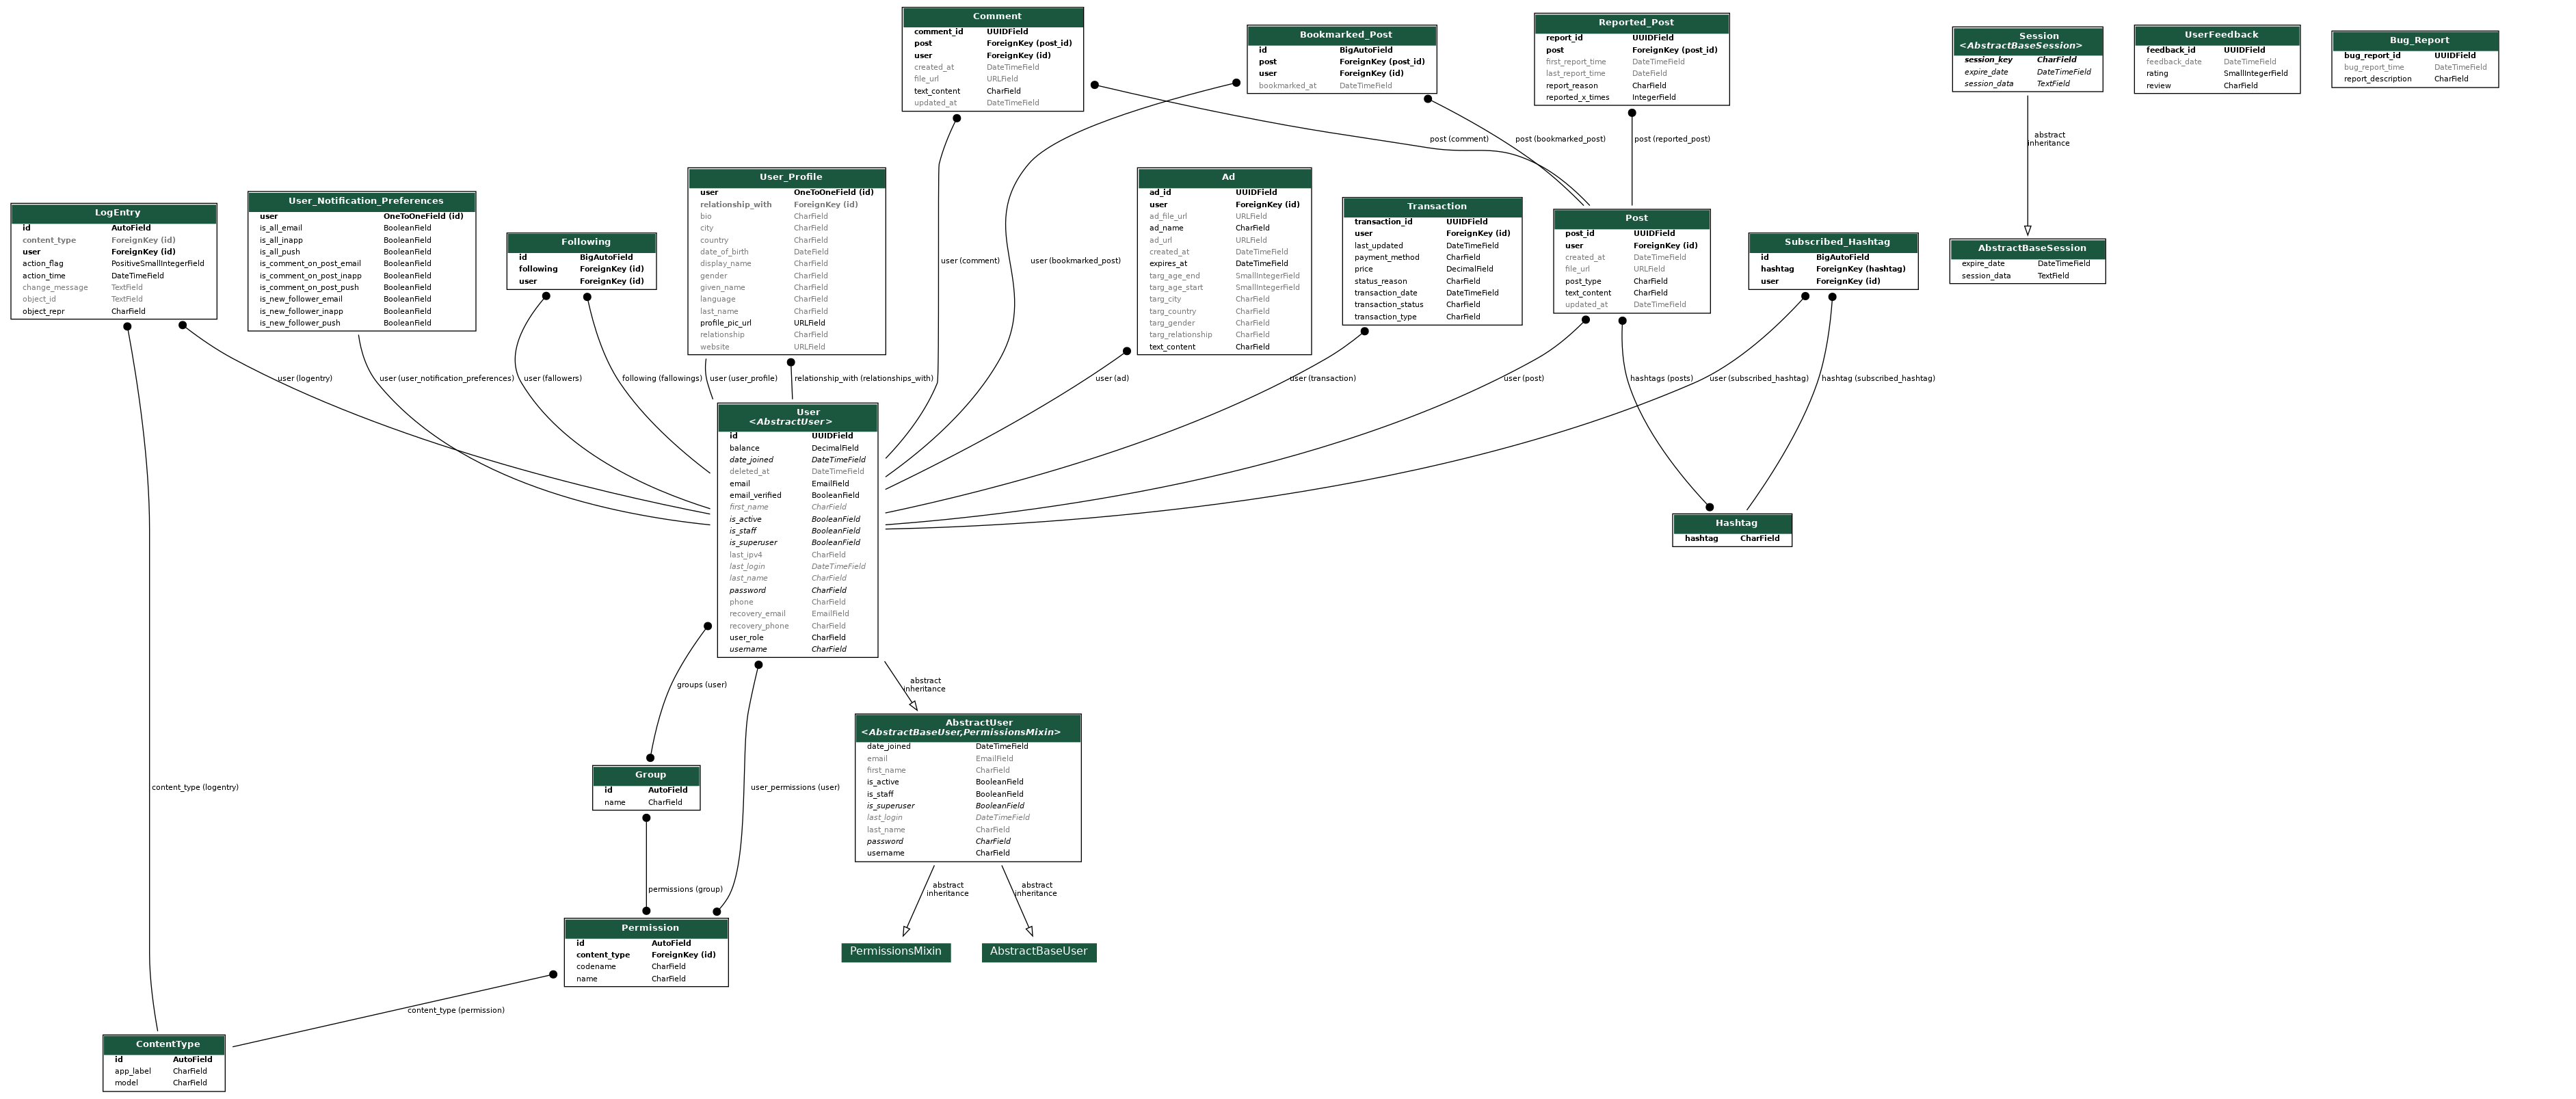 Comment
comment_id UUIDField
post ForeignKey (post_id)
user ForeignKey (id)
created_at DateTimeField
file_url URLField
text_content CharField
updated_at DateTimeField
Bookmarked_Post
id BigAutoField
post ForeignKey (post_id)
user ForeignKey (id)
bookmarked_at DateTimeField
Reported_Post
report_id UUIDField
post ForeignKey (post_id)
first_report_time DateTimeField
last_report_time DateField
report_reason CharField
reported_x_times IntegerField
Session
<AbstractBaseSession>
session_key CharField
expire_date DateTimeField
session_data TextField
UserFeedback
feedback_id UUIDField
feedback_date DateTimeField
rating SmallIntegerField
review CharField
Bug_Report
bug_report_id UUIDField
bug_report_time DateTimeField
report_description CharField
post (comment)
post (bookmarked_post)
post (reported_post)
abstract
inheritance
LogEntry
id AutoField
content_type ForeignKey (id)
user ForeignKey (id)
action_flag PositiveSmallIntegerField
action_time DateTimeField
change_message TextField
object_id TextField
object_repr CharField
User_Notification_Preferences
user OneToOneField (id)
is_all_email BooleanField
is_all_inapp BooleanField
is_all_push BooleanField
is_comment_on_post_email BooleanField
is_comment_on_post_inapp BooleanField
is_comment_on_post_push BooleanField
is_new_follower_email BooleanField
is_new_follower_inapp BooleanField
is_new_follower_push BooleanField
Following
id BigAutoField
following ForeignKey (id)
user ForeignKey (id)
User_Profile
user OneToOneField (id)
relationship_with ForeignKey (id)
bio CharField
city CharField
country CharField
date_of_birth DateField
display_name CharField
gender CharField
given_name CharField
language CharField
last_name CharField
profile_pic_url URLField
relationship CharField
website URLField
user (comment)
user (bookmarked_post)
Ad
ad_id UUIDField
user ForeignKey (id)
ad_file_url URLField
ad_name CharField
ad_url URLField
created_at DateTimeField
expires_at DateTimeField
targ_age_end SmallIntegerField
targ_age_start SmallIntegerField
targ_city CharField
targ_country CharField
targ_gender CharField
targ_relationship CharField
text_content CharField
Transaction
transaction_id UUIDField
user ForeignKey (id)
last_updated DateTimeField
payment_method CharField
price DecimalField
status_reason CharField
transaction_date DateTimeField
transaction_status CharField
transaction_type CharField
Post
post_id UUIDField
user ForeignKey (id)
created_at DateTimeField
file_url URLField
post_type CharField
text_content CharField
updated_at DateTimeField
Subscribed_Hashtag
id BigAutoField
hashtag ForeignKey (hashtag)
user ForeignKey (id)
AbstractBaseSession
expire_date DateTimeField
session_data TextField
user (logentry)
user (user_notification_preferences)
user (fallowers)
following (fallowings)
user (user_profile)
relationship_with (relationships_with)
user (ad)
user (transaction)
user (post)
hashtags (posts)
user (subscribed_hashtag)
hashtag (subscribed_hashtag)
User
<AbstractUser>
id UUIDField
balance DecimalField
date_joined DateTimeField
deleted_at DateTimeField
email EmailField
email_verified BooleanField
first_name CharField
is_active BooleanField
is_staff BooleanField
is_superuser BooleanField
last_ipv4 CharField
last_login DateTimeField
last_name CharField
password CharField
phone CharField
recovery_email EmailField
recovery_phone CharField
user_role CharField
username CharField
Hashtag
hashtag CharField
groups (user)
abstract
inheritance
AbstractUser
<AbstractBaseUser,PermissionsMixin>
date_joined DateTimeField
email EmailField
first_name CharField
is_active BooleanField
is_staff BooleanField
is_superuser BooleanField
last_login DateTimeField
last_name CharField
password CharField
username CharField
Group
id AutoField
name CharField
content_type (logentry)
user_permissions (user)
permissions (group)
abstract
inheritance
abstract
inheritance
Permission
id AutoField
content_type ForeignKey (id)
codename CharField
name CharField
PermissionsMixin
AbstractBaseUser
content_type (permission)
ContentType
id AutoField
app_label CharField
model CharField